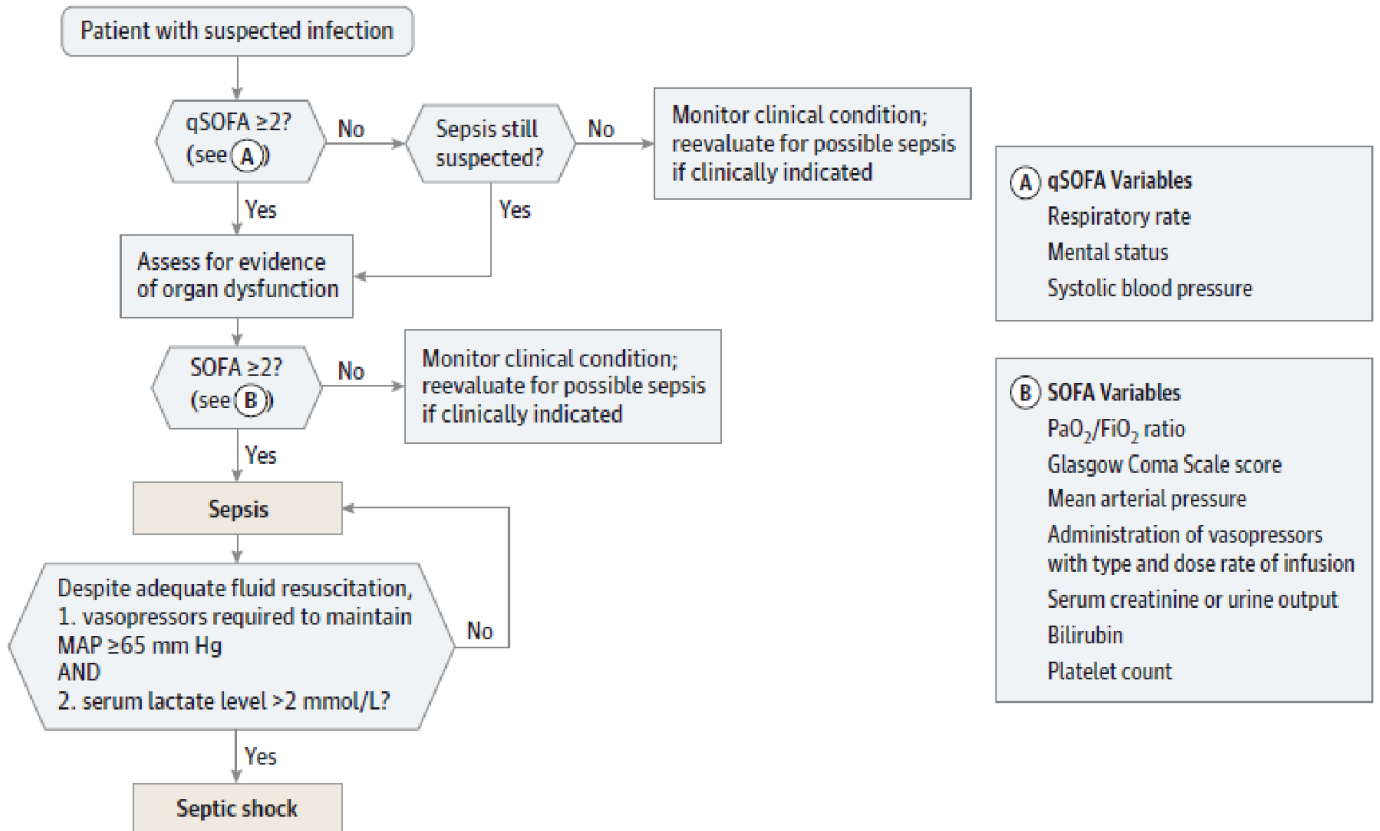 Patient with suspected infection
qSOFA ≥2?
(see A)
No
Sepsis still
suspected?
No
Monitor clinical condition;
reevaluate for possible sepsis
if clinically indicated
Yes
Yes
Assess for evidence
of organ dysfunction
SOFA ≥2?
(see B)
No
Monitor clinical condition;
reevaluate for possible sepsis
if clinically indicated
Yes
Sepsis
Despite adequate fluid resuscitation,
1. vasopressors required to maintain
MAP ≥65 mm Hg
AND
2. serum lactate level >2 mmol/L?
No
Yes
Septic shock
A qSOFA Variables
Respiratory rate
Mental status
Systolic blood pressure
B SOFA Variables
PaO2/FiO2 ratio
Glasgow Coma Scale score
Mean arterial pressure
Administration of vasopressors
with type and dose rate of infusion
Serum creatinine or urine output
Bilirubin
Platelet count